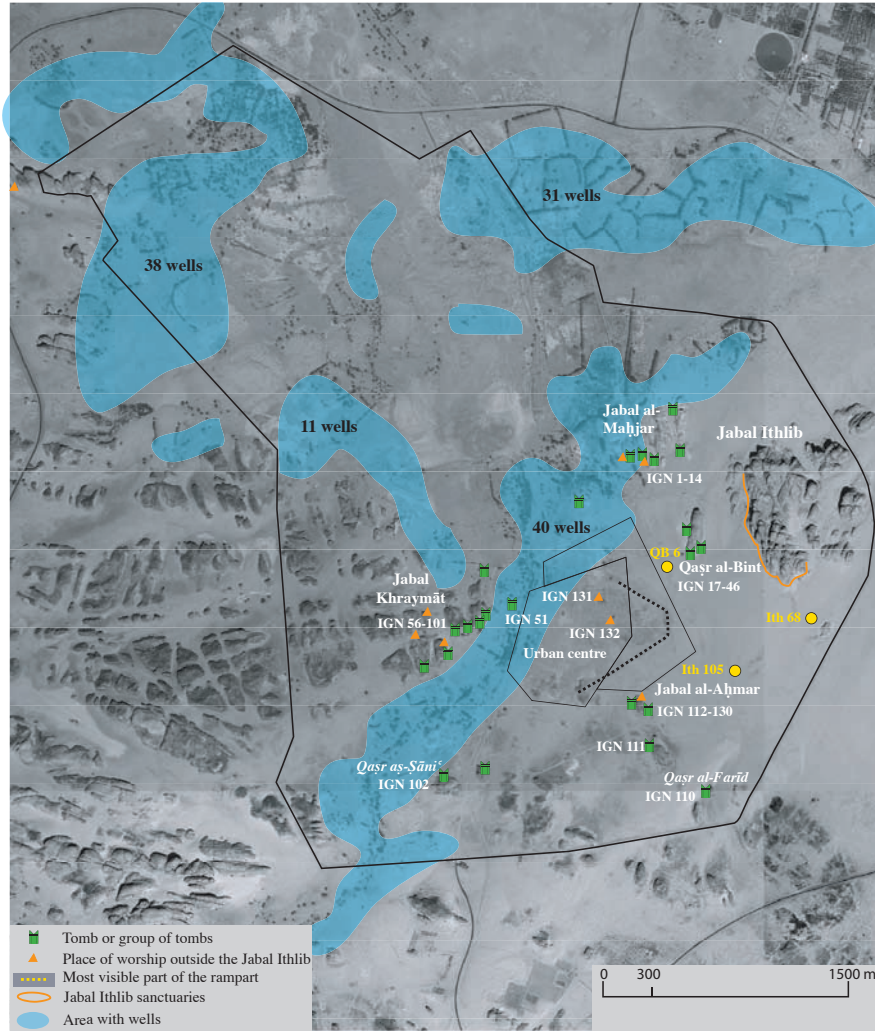 31 wells
38 wells
11 wells
Jabal al-
Maḥjar
Jabal Ithlib
IGN 1-14
40 wells
QB 6
Qaṣr al-Bint
IGN 17-46
Jabal
Khraymāt
IGN 131
IGN 56-101
IGN 51
Ith 68
IGN 132
Urban centre
Ith 105
Jabal al-Aḥmar
IGN 112-130
IGN 111
Qaṣr aṣ-Ṣāniʿ
IGN 102
Qaṣr al-Farīd
IGN 110
Tomb or group of tombs
Place of worship outside the Jabal Ithlib
Most visible part of the rampart
Jabal Ithlib sanctuaries
Area with wells
0 300 1500 m